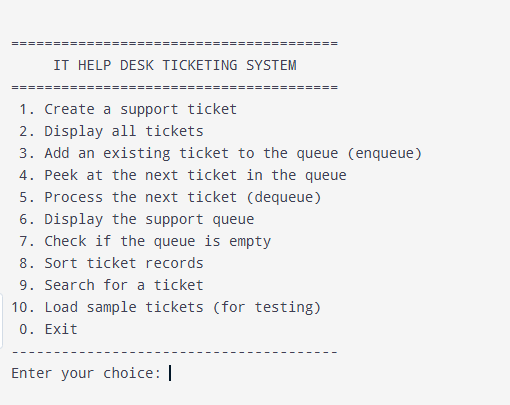 =======================================
IT HELP DESK TICKETING SYSTEM
=======================================
1. Create a support ticket
2. Display all tickets
3. Add an existing ticket to the queue (enqueue)
4. Peek at the next ticket in the queue
5. Process the next ticket (dequeue)
6. Display the support queue
7. Check if the queue is empty
8. Sort ticket records
9. Search for a ticket
10. Load sample tickets (for testing)
0. Exit
---------------------------------------
Enter your choice: